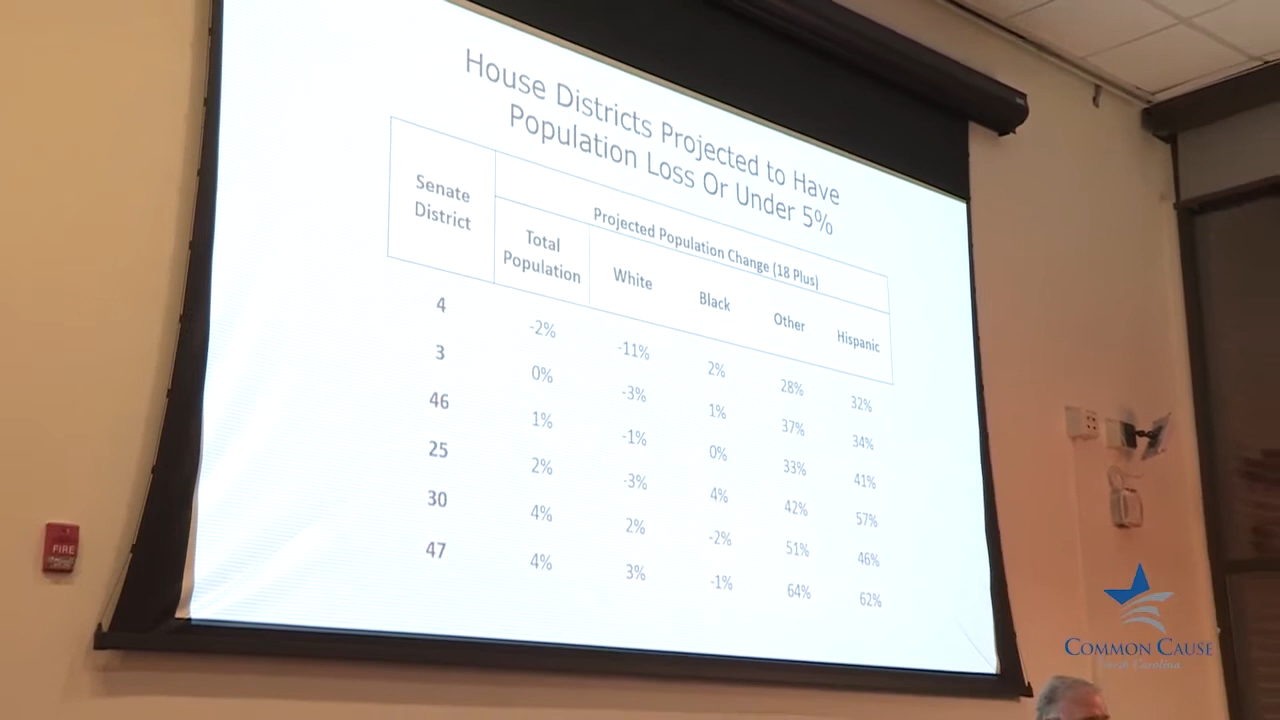 House Districts Projected to Have
Population Loss Or Under 5%
Senate
District
Projected Population Change (18 Plus)
Total
Population
White
Black
Other
Hispanic
4 -2% -11% 2% 28% 32%
3 0% -3% 1% 37% 34%
46 1% -1% 0% 33% 41%
25 2% -3% 4% 42% 57%
30 4% 2% -2% 51% 46%
47 4% 3% -1% 64% 62%
FIRE
COMMON CAUSE
North Carolina